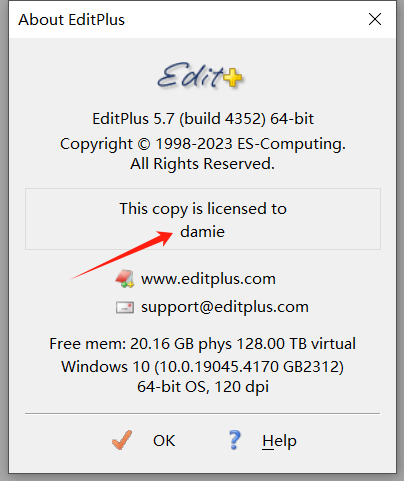 About EditPlus
Edit+
EditPlus 5.7 (build 4352) 64-bit
Copyright © 1998-2023 ES-Computing.
All Rights Reserved.
This copy is licensed to
damie
www.editplus.com
support@editplus.com
Free mem: 20.16 GB phys 128.00 TB virtual
Windows 10 (10.0.19045.4170 GB2312)
64-bit OS, 120 dpi
OK
Help